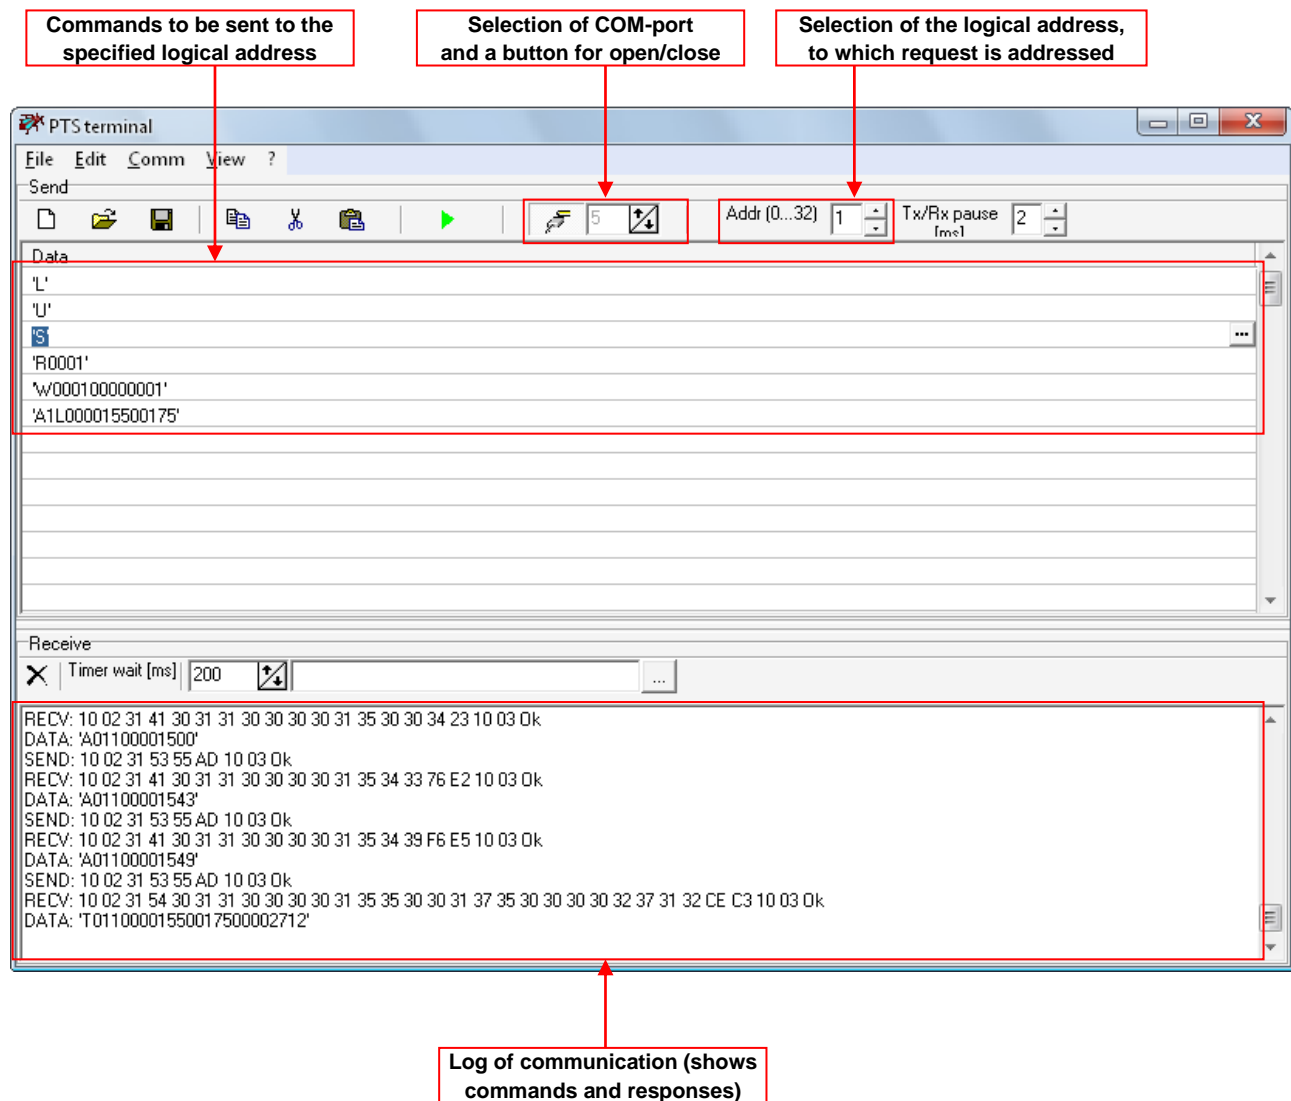 Commands to be sent to the
specified logical address
Selection of COM-port
and a button for open/close
Selection of the logical address,
to which request is addressed
PTS terminal
File Edit Comm View ?
Send
5 Addr (0...32) 1 Tx/Rx pause [ms] 2
Data
'L'
'U'
'S'
'R0001'
'W000100000001'
'A1L000015500175'
Receive
Timer wait [ms] 200 ...
RECV: 10 02 31 41 30 31 31 30 30 30 30 31 35 30 30 34 23 10 03 Ok
DATA: 'A01100001500'
SEND: 10 02 31 53 55 AD 10 03 Ok
RECV: 10 02 31 41 30 31 31 30 30 30 30 31 35 34 33 76 E2 10 03 Ok
DATA: 'A01100001543'
SEND: 10 02 31 53 55 AD 10 03 Ok
RECV: 10 02 31 41 30 31 31 30 30 30 30 31 35 34 39 F6 E5 10 03 Ok
DATA: 'A01100001549'
SEND: 10 02 31 53 55 AD 10 03 Ok
RECV: 10 02 31 54 30 31 31 30 30 30 30 31 35 35 30 30 31 37 35 30 30 30 30 32 37 31 32 CE C3 10 03 Ok
DATA: 'T01100001550017500002712'
Log of communication (shows
commands and responses)